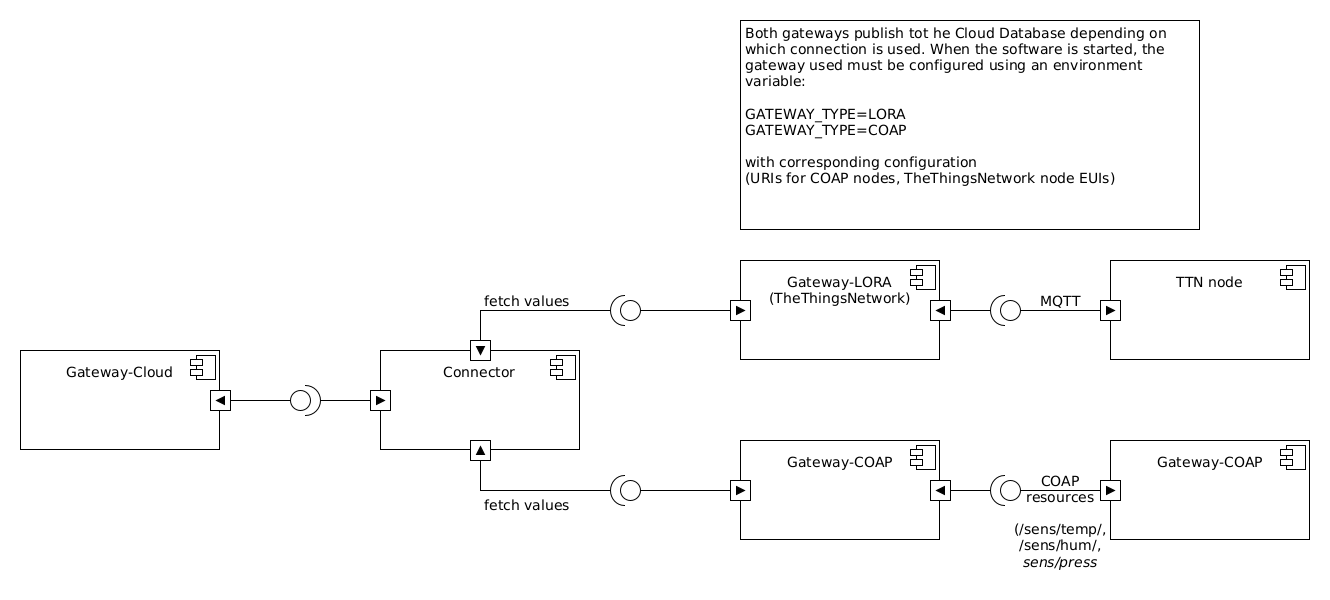 Both gateways publish tot he Cloud Database depending on
which connection is used. When the software is started, the
gateway used must be configured using an environment
variable:
GATEWAY_TYPE=LORA
GATEWAY_TYPE=COAP
with corresponding configuration
(URIs for COAP nodes, TheThingsNetwork node EUIs)
Gateway-LORA
(TheThingsNetwork)
TTN node
fetch values
MQTT
Gateway-Cloud
Connector
Gateway-COAP
Gateway-COAP
COAP
resources
fetch values
(/sens/temp/,
/sens/hum/,
sens/press